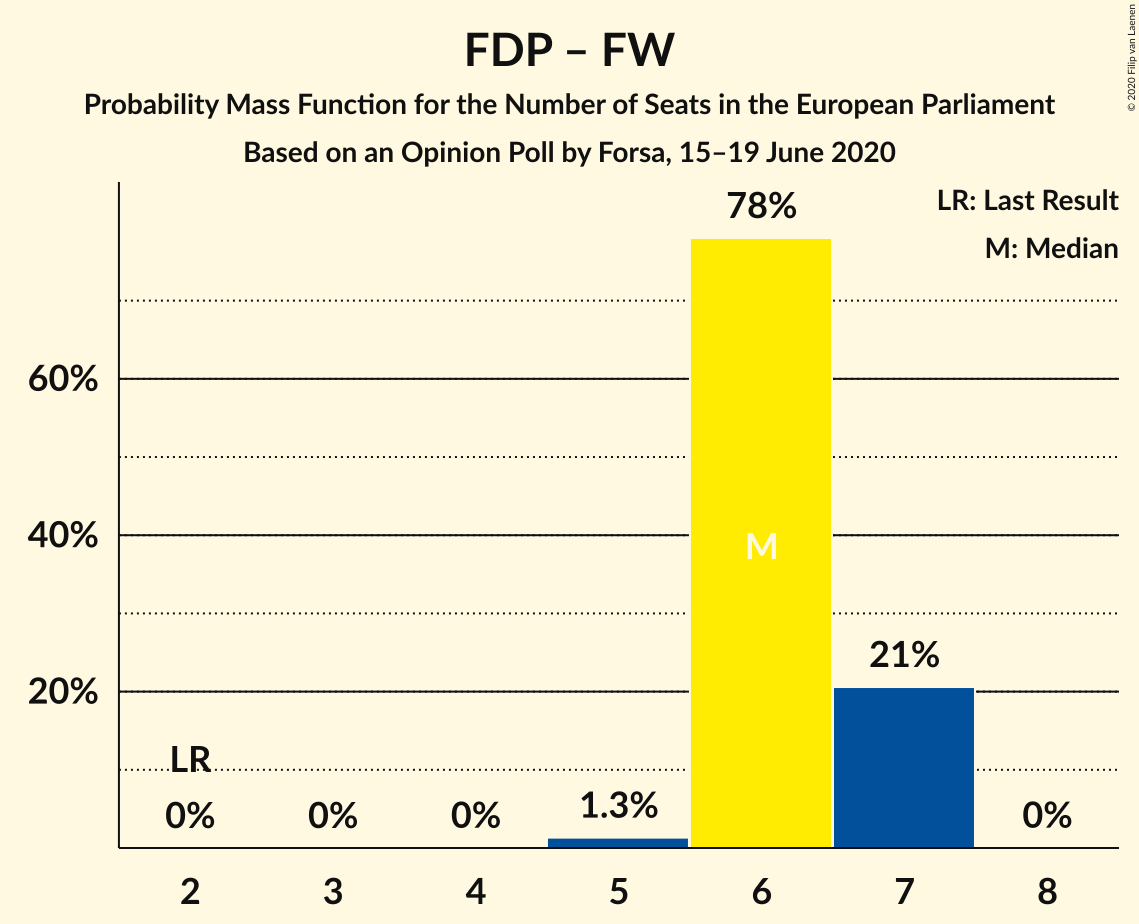 FDP – FW
Probability Mass Function for the Number of Seats in the European Parliament
Based on an Opinion Poll by Forsa, 15–19 June 2020
© 2020 Filip van Laenen
LR: Last Result
M: Median
78%
60%
40%
M
21%
20%
LR
1.3%
0% 0% 0% 0%
2 3 4 5 6 7 8